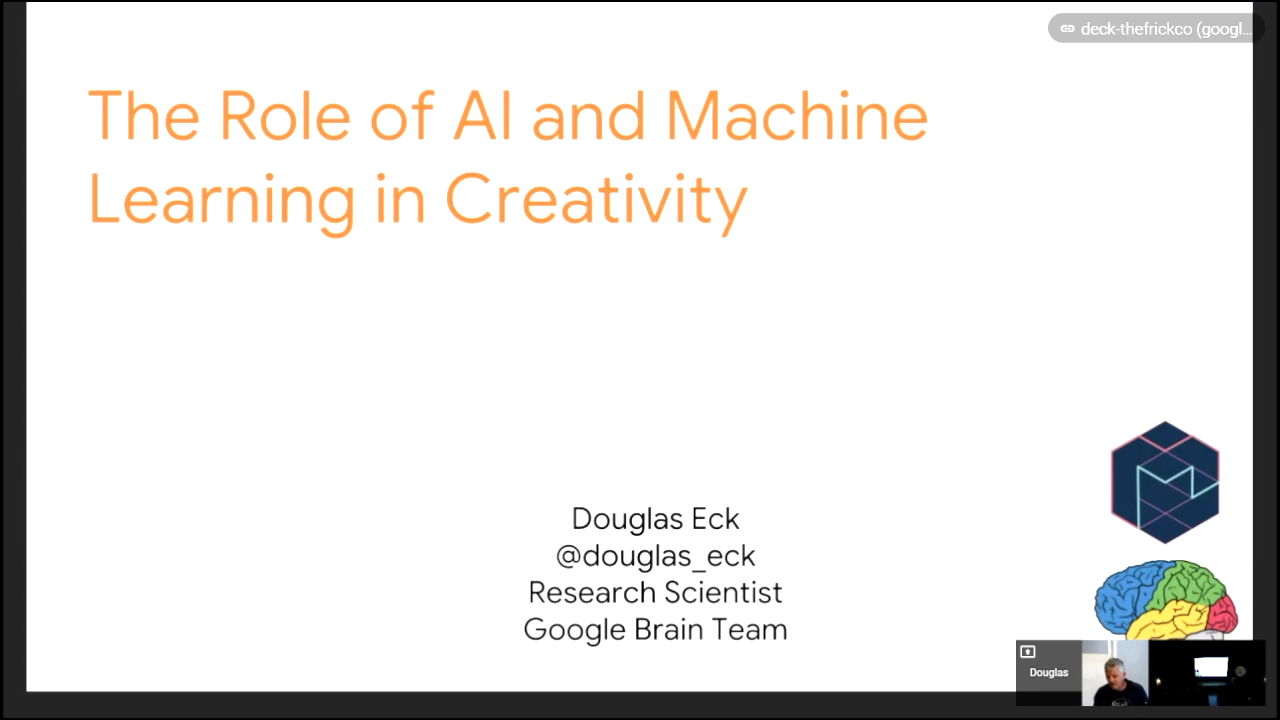 deck-thefrickco (googl...
The Role of AI and Machine
Learning in Creativity
Douglas Eck
@douglas_eck
Research Scientist
Google Brain Team
Douglas